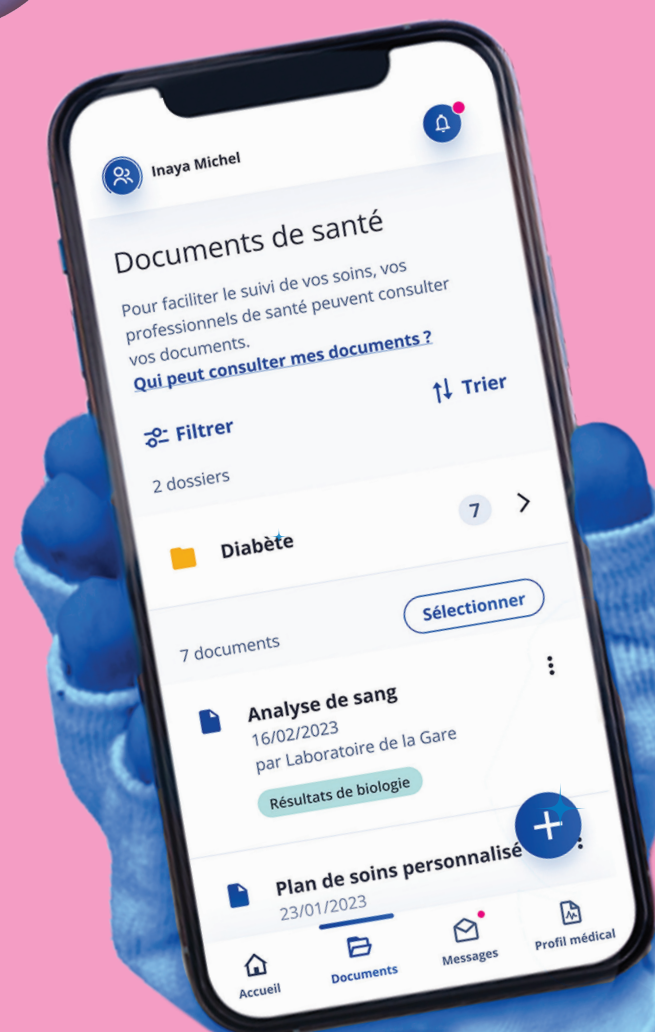 Inaya Michel
Documents de santé
Pour faciliter le suivi de vos soins, vos
professionnels de santé peuvent consulter
vos documents.
Qui peut consulter mes documents ?
Filtrer
Trier
2 dossiers
Diabète
7
7 documents
Sélectionner
Analyse de sang
16/02/2023
par Laboratoire de la Gare
Résultats de biologie
Plan de soins personnalisé
23/01/2023
Accueil
Documents
Messages
Profil médical